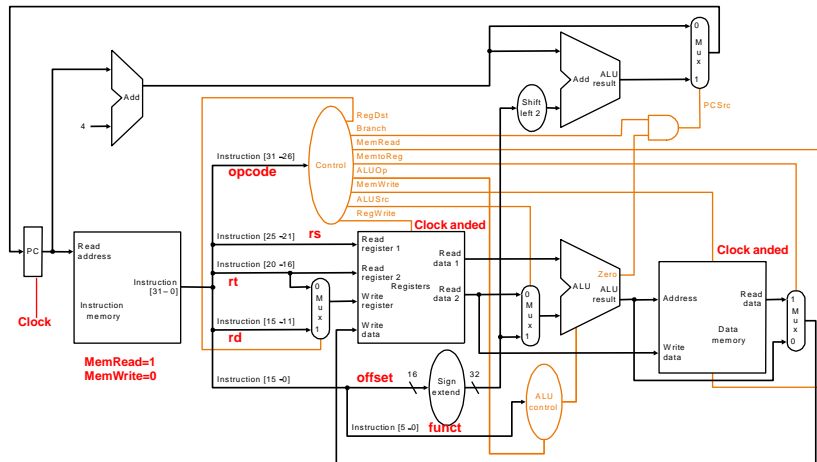 0
M
u
x
1
Add
ALU
result
Add
Shift
left 2
4
PCSrc
RegDst
Branch
MemRead
MemtoReg
ALUOp
MemWrite
ALUSrc
RegWrite
Control
Instruction [31–26]
opcode
Clock anded
Clock anded
Instruction [25–21]
rs
Instruction [20–16]
rt
Instruction [15–11]
rd
PC
Clock
Read
address
Instruction
[31–0]
Instruction
memory
MemRead=1
MemWrite=0
0
M
u
x
1
Read
register 1
Read
register 2
Write
register
Write
data
Registers
Read
data 1
Read
data 2
0
M
u
x
1
Zero
ALU
ALU
result
Address
Write
data
Read
data
Data
memory
1
M
u
x
0
Instruction [15–0]
offset
16
Sign
extend
32
Instruction [5–0]
funct
ALU
control